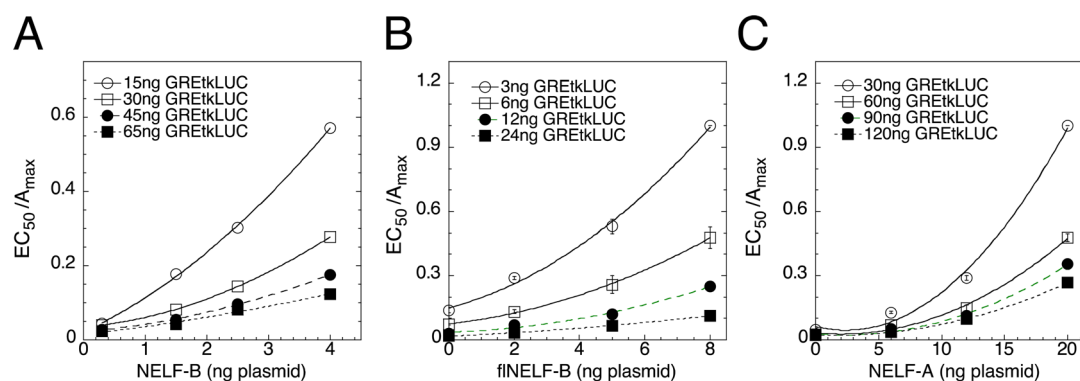 A
EC50/Amax
0.6
0.4
0.2
0
15ng GREtkLUC
30ng GREtkLUC
45ng GREtkLUC
65ng GREtkLUC
0 1 2 3 4
NELF-B (ng plasmid)
B
EC50/Amax
1.2
0.9
0.6
0.3
0
3ng GREtkLUC
6ng GREtkLUC
12ng GREtkLUC
24ng GREtkLUC
0 2 4 6 8
flNELF-B (ng plasmid)
C
EC50/Amax
1.2
0.9
0.6
0.3
0
30ng GREtkLUC
60ng GREtkLUC
90ng GREtkLUC
120ng GREtkLUC
0 5 10 15 20
NELF-A (ng plasmid)